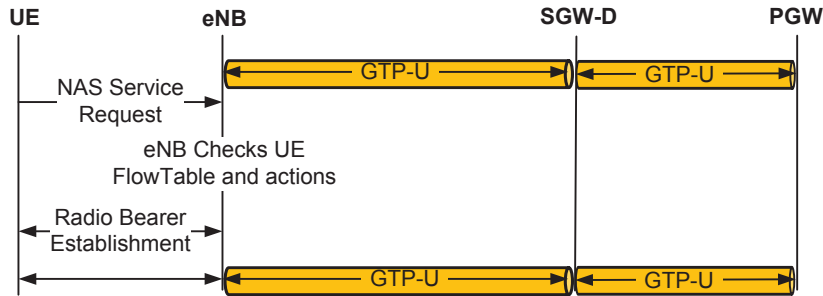 UE eNB SGW-D PGW
GTP-U GTP-U
NAS Service
Request
eNB Checks UE
FlowTable and actions
Radio Bearer
Establishment
GTP-U GTP-U